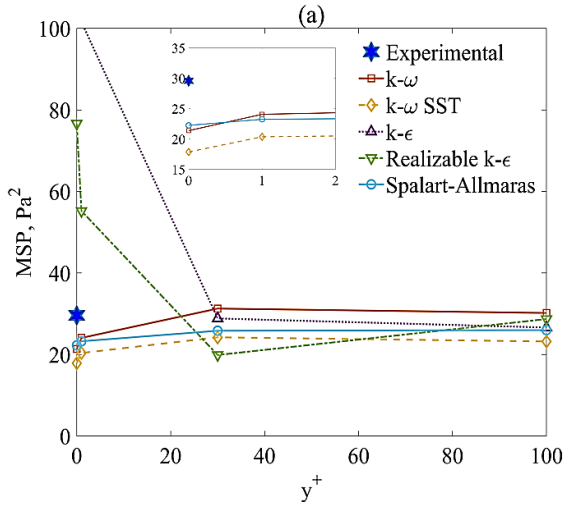 (a)
MSP, Pa²
100
80
60
40
20
0
0
20
40
60
80
100
y⁺
35
30
25
20
15
0
1
2
Experimental
k-ω
k-ω SST
k-ϵ
Realizable k-ϵ
Spalart-Allmaras